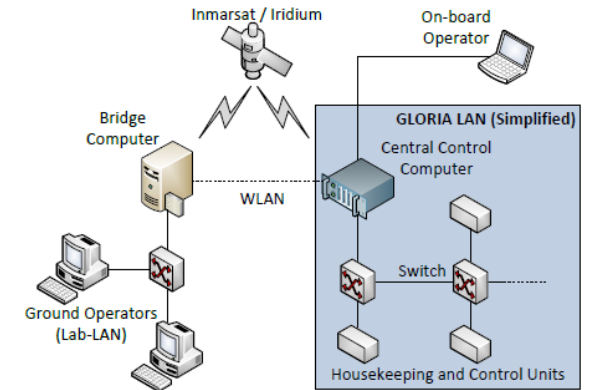 Inmarsat / Iridium
On-board
Operator
Bridge
Computer
GLORIA LAN (Simplified)
Central Control
Computer
WLAN
Switch
Ground Operators
(Lab-LAN)
Housekeeping and Control Units